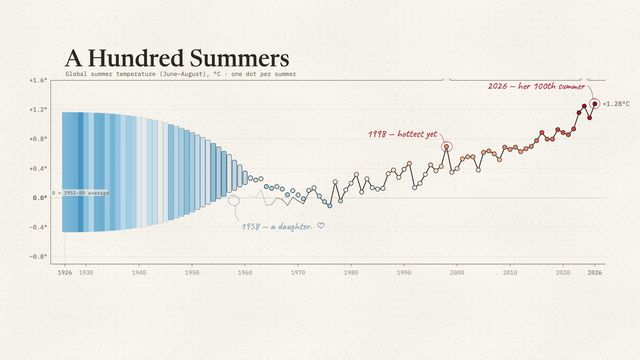 A Hundred Summers
Global summer temperature (June–August), °C · one dot per summer
+1.6°
2026 — her 100th summer
+1.28°C
+1.2°
1998 — hottest yet
+0.8°
+0.4°
0 = 1951–80 average
0.0°
1958 — a daughter. ♡
−0.4°
−0.8°
1926 1930 1940 1950 1960 1970 1980 1990 2000 2010 2020 2026